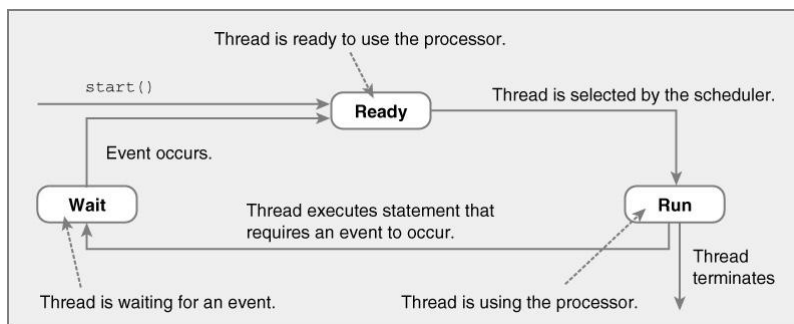 Thread is ready to use the processor.
start()
Thread is selected by the scheduler.
Ready
Event occurs.
Wait
Thread executes statement that
requires an event to occur.
Run
Thread
terminates
Thread is waiting for an event.
Thread is using the processor.